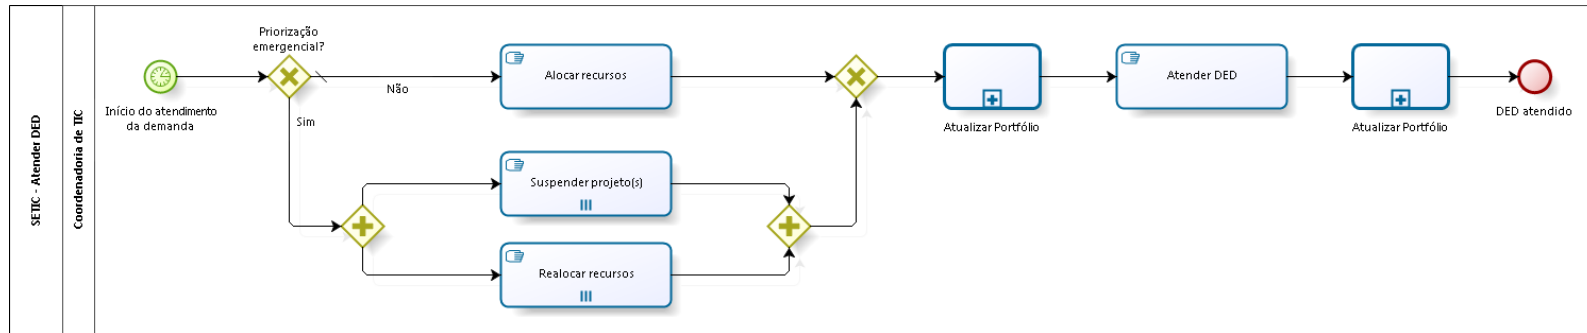 SETIC - Atender DED
Coordenadoria de TIC
Início do atendimento
da demanda
Priorização
emergencial?
Não
Sim
Alocar recursos
Suspender projeto(s)
Realocar recursos
Atualizar Portfólio
Atender DED
Atualizar Portfólio
DED atendido